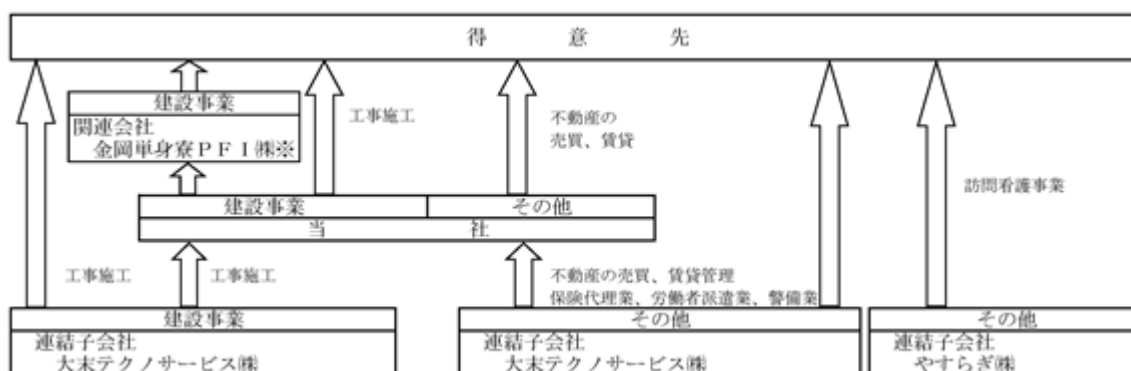 得意先
建設事業
関連会社
金岡単身寮ＰＦＩ㈱※
工事施工
不動産の
売買、賃貸
訪問看護事業
建設事業 その他
当社
工事施工 工事施工
不動産の売買、賃貸管理
保険代理業、労働者派遣業、警備業
建設事業 その他 その他
連結子会社 連結子会社 連結子会社
大末テクノサービス㈱ 大末テクノサービス㈱ やすらぎ㈱